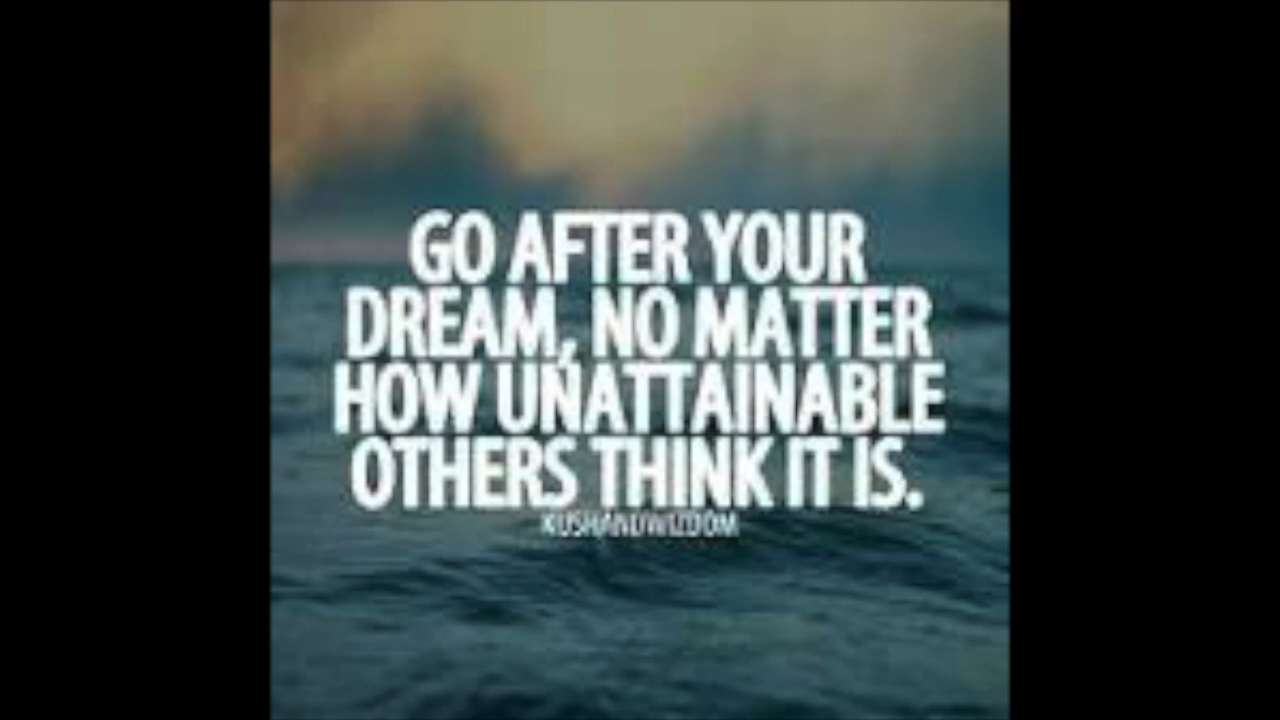 GO AFTER YOUR
DREAM, NO MATTER
HOW UNATTAINABLE
OTHERS THINK IT IS.
KUSHANDWIZDOM